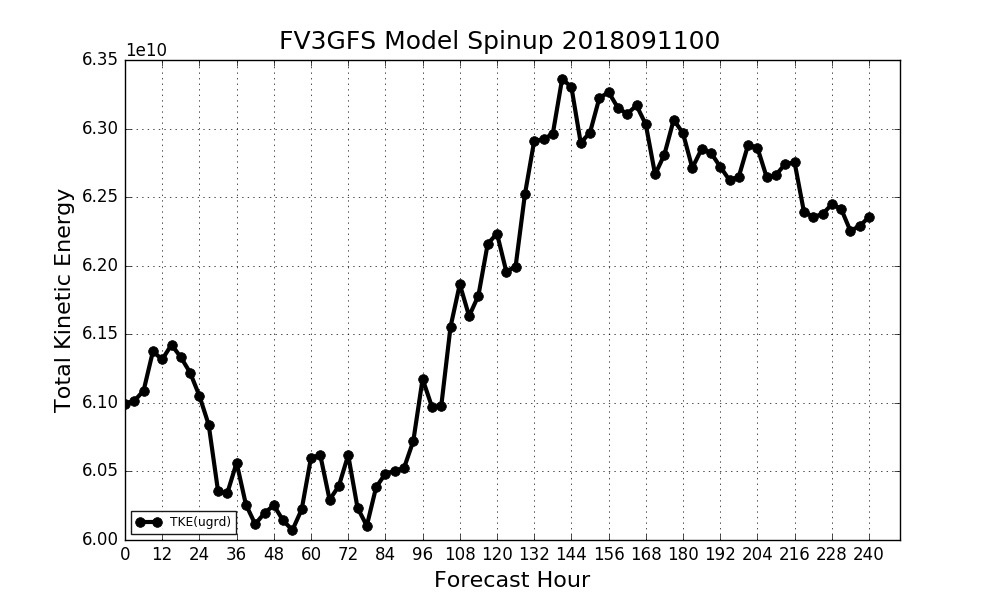 FV3GFS Model Spinup 2018091100
1e10
6.35
6.30
6.25
6.20
6.15
6.10
6.05
6.00
Total Kinetic Energy
TKE(ugrd)
0 12 24 36 48 60 72 84 96 108 120 132 144 156 168 180 192 204 216 228 240
Forecast Hour